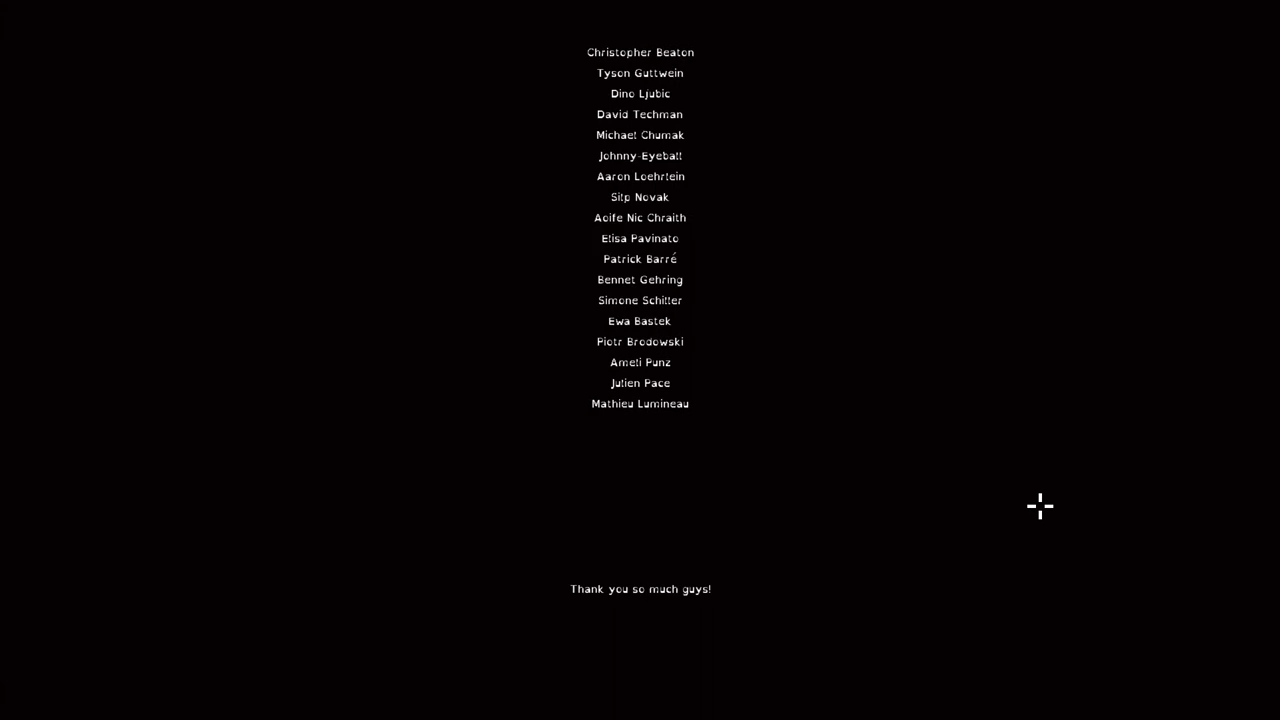 Christopher Beaton
Tyson Guttwein
Dino Ljubic
David Techman
Michael Chumak
Johnny-Eyeball
Aaron Loehrlein
Silp Novak
Aoife Nic Chraith
Elisa Pavinato
Patrick Barré
Bennet Gehring
Simone Schiller
Ewa Bastek
Piotr Brodowski
Ameli Punz
Julien Pace
Mathieu Lumineau
Thank you so much guys!